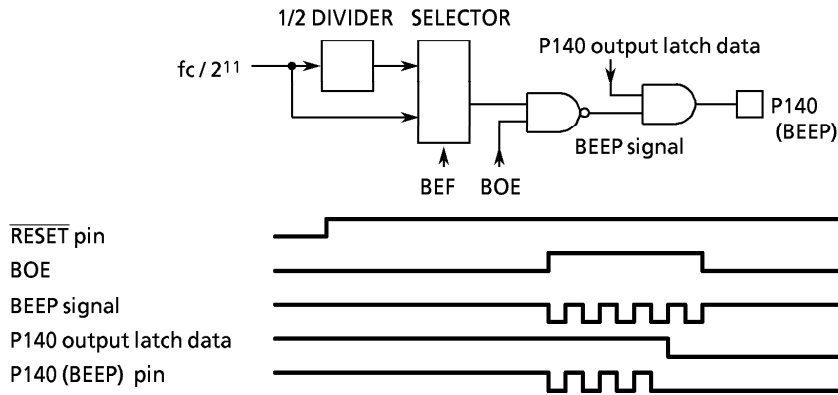 1/2 DIVIDER SELECTOR
P140 output latch data
fc / 2¹¹
P140
(BEEP)
BEEP signal
BEF BOE
RESET pin
BOE
BEEP signal
P140 output latch data
P140 (BEEP) pin